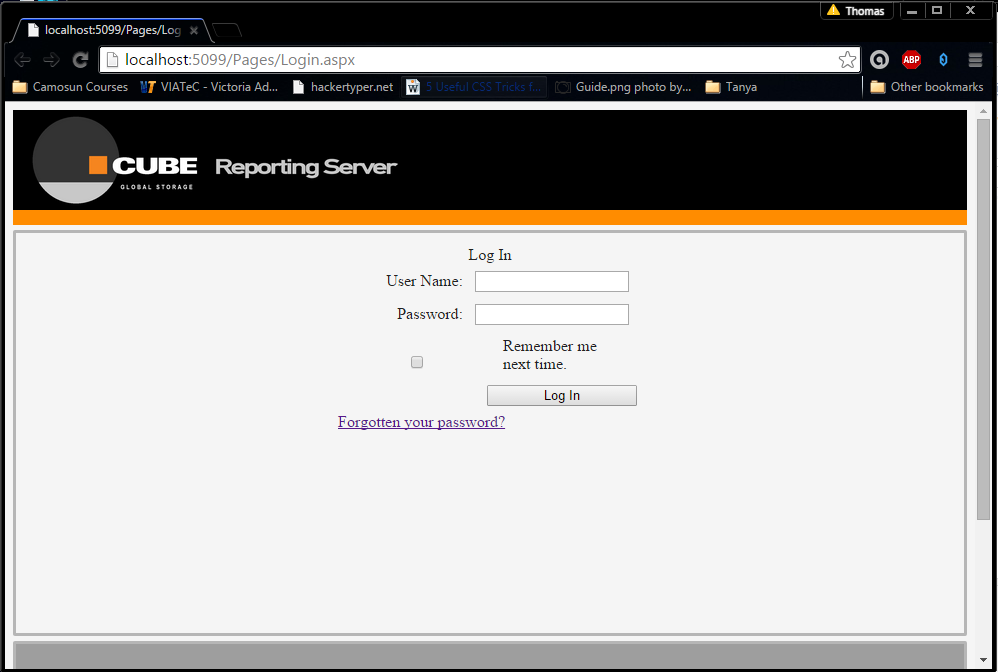 Thomas
localhost:5099/Pages/Log
localhost:5099/Pages/Login.aspx
ABP
Camosun Courses
VIATeC - Victoria Ad...
hackertyper.net
W
5 Useful CSS Tricks f...
Guide.png photo by...
Tanya
Other bookmarks
CUBE
GLOBAL STORAGE
Reporting Server
Log In
User Name:
Password:
Remember me
next time.
Log In
Forgotten your password?